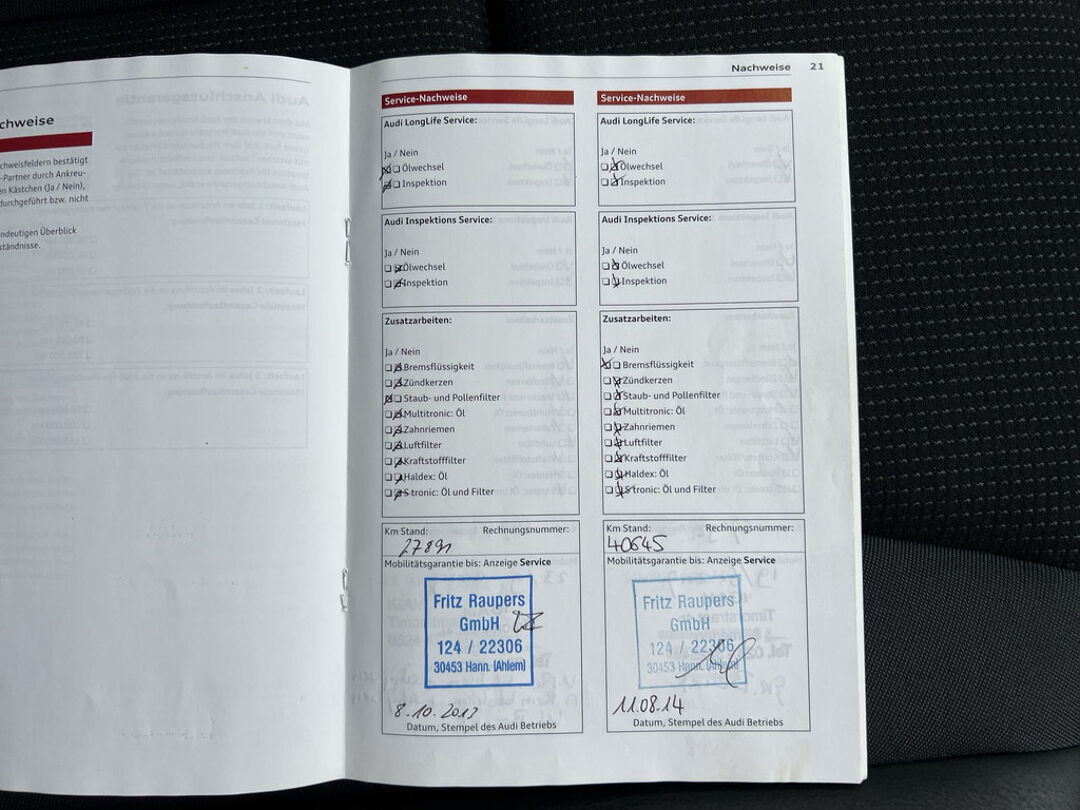 Nachweise 21
chweise
chweisfeldern bestätigt
-Partner durch Ankreu-
en Kästchen (Ja / Nein),
durchgeführt bzw. nicht
ndeutigen Überblick
ständnisse.
Service-Nachweise
Audi LongLife Service:
Ja / Nein
Ölwechsel
Inspektion
Audi Inspektions Service:
Ja / Nein
Ölwechsel
Inspektion
Zusatzarbeiten:
Ja / Nein
Bremsflüssigkeit
Zündkerzen
Staub- und Pollenfilter
Multitronic: Öl
Zahnriemen
Luftfilter
Kraftstofffilter
Haldex: Öl
S tronic: Öl und Filter
Km Stand: Rechnungsnummer:
Mobilitätsgarantie bis: Anzeige Service
Fritz Raupers
GmbH
124 / 22306
30453 Hann. (Ahlem)
8.10.2013
Datum, Stempel des Audi Betriebs
Service-Nachweise
Audi LongLife Service:
Ja / Nein
Ölwechsel
Inspektion
Audi Inspektions Service:
Ja / Nein
Ölwechsel
Inspektion
Zusatzarbeiten:
Ja / Nein
Bremsflüssigkeit
Zündkerzen
Staub- und Pollenfilter
Multitronic: Öl
Zahnriemen
Luftfilter
Kraftstofffilter
Haldex: Öl
S tronic: Öl und Filter
Km Stand: Rechnungsnummer:
40645
Mobilitätsgarantie bis: Anzeige Service
Fritz Raupers
GmbH
124 / 22306
30453 Hann. (Ahlem)
11.08.14
Datum, Stempel des Audi Betriebs